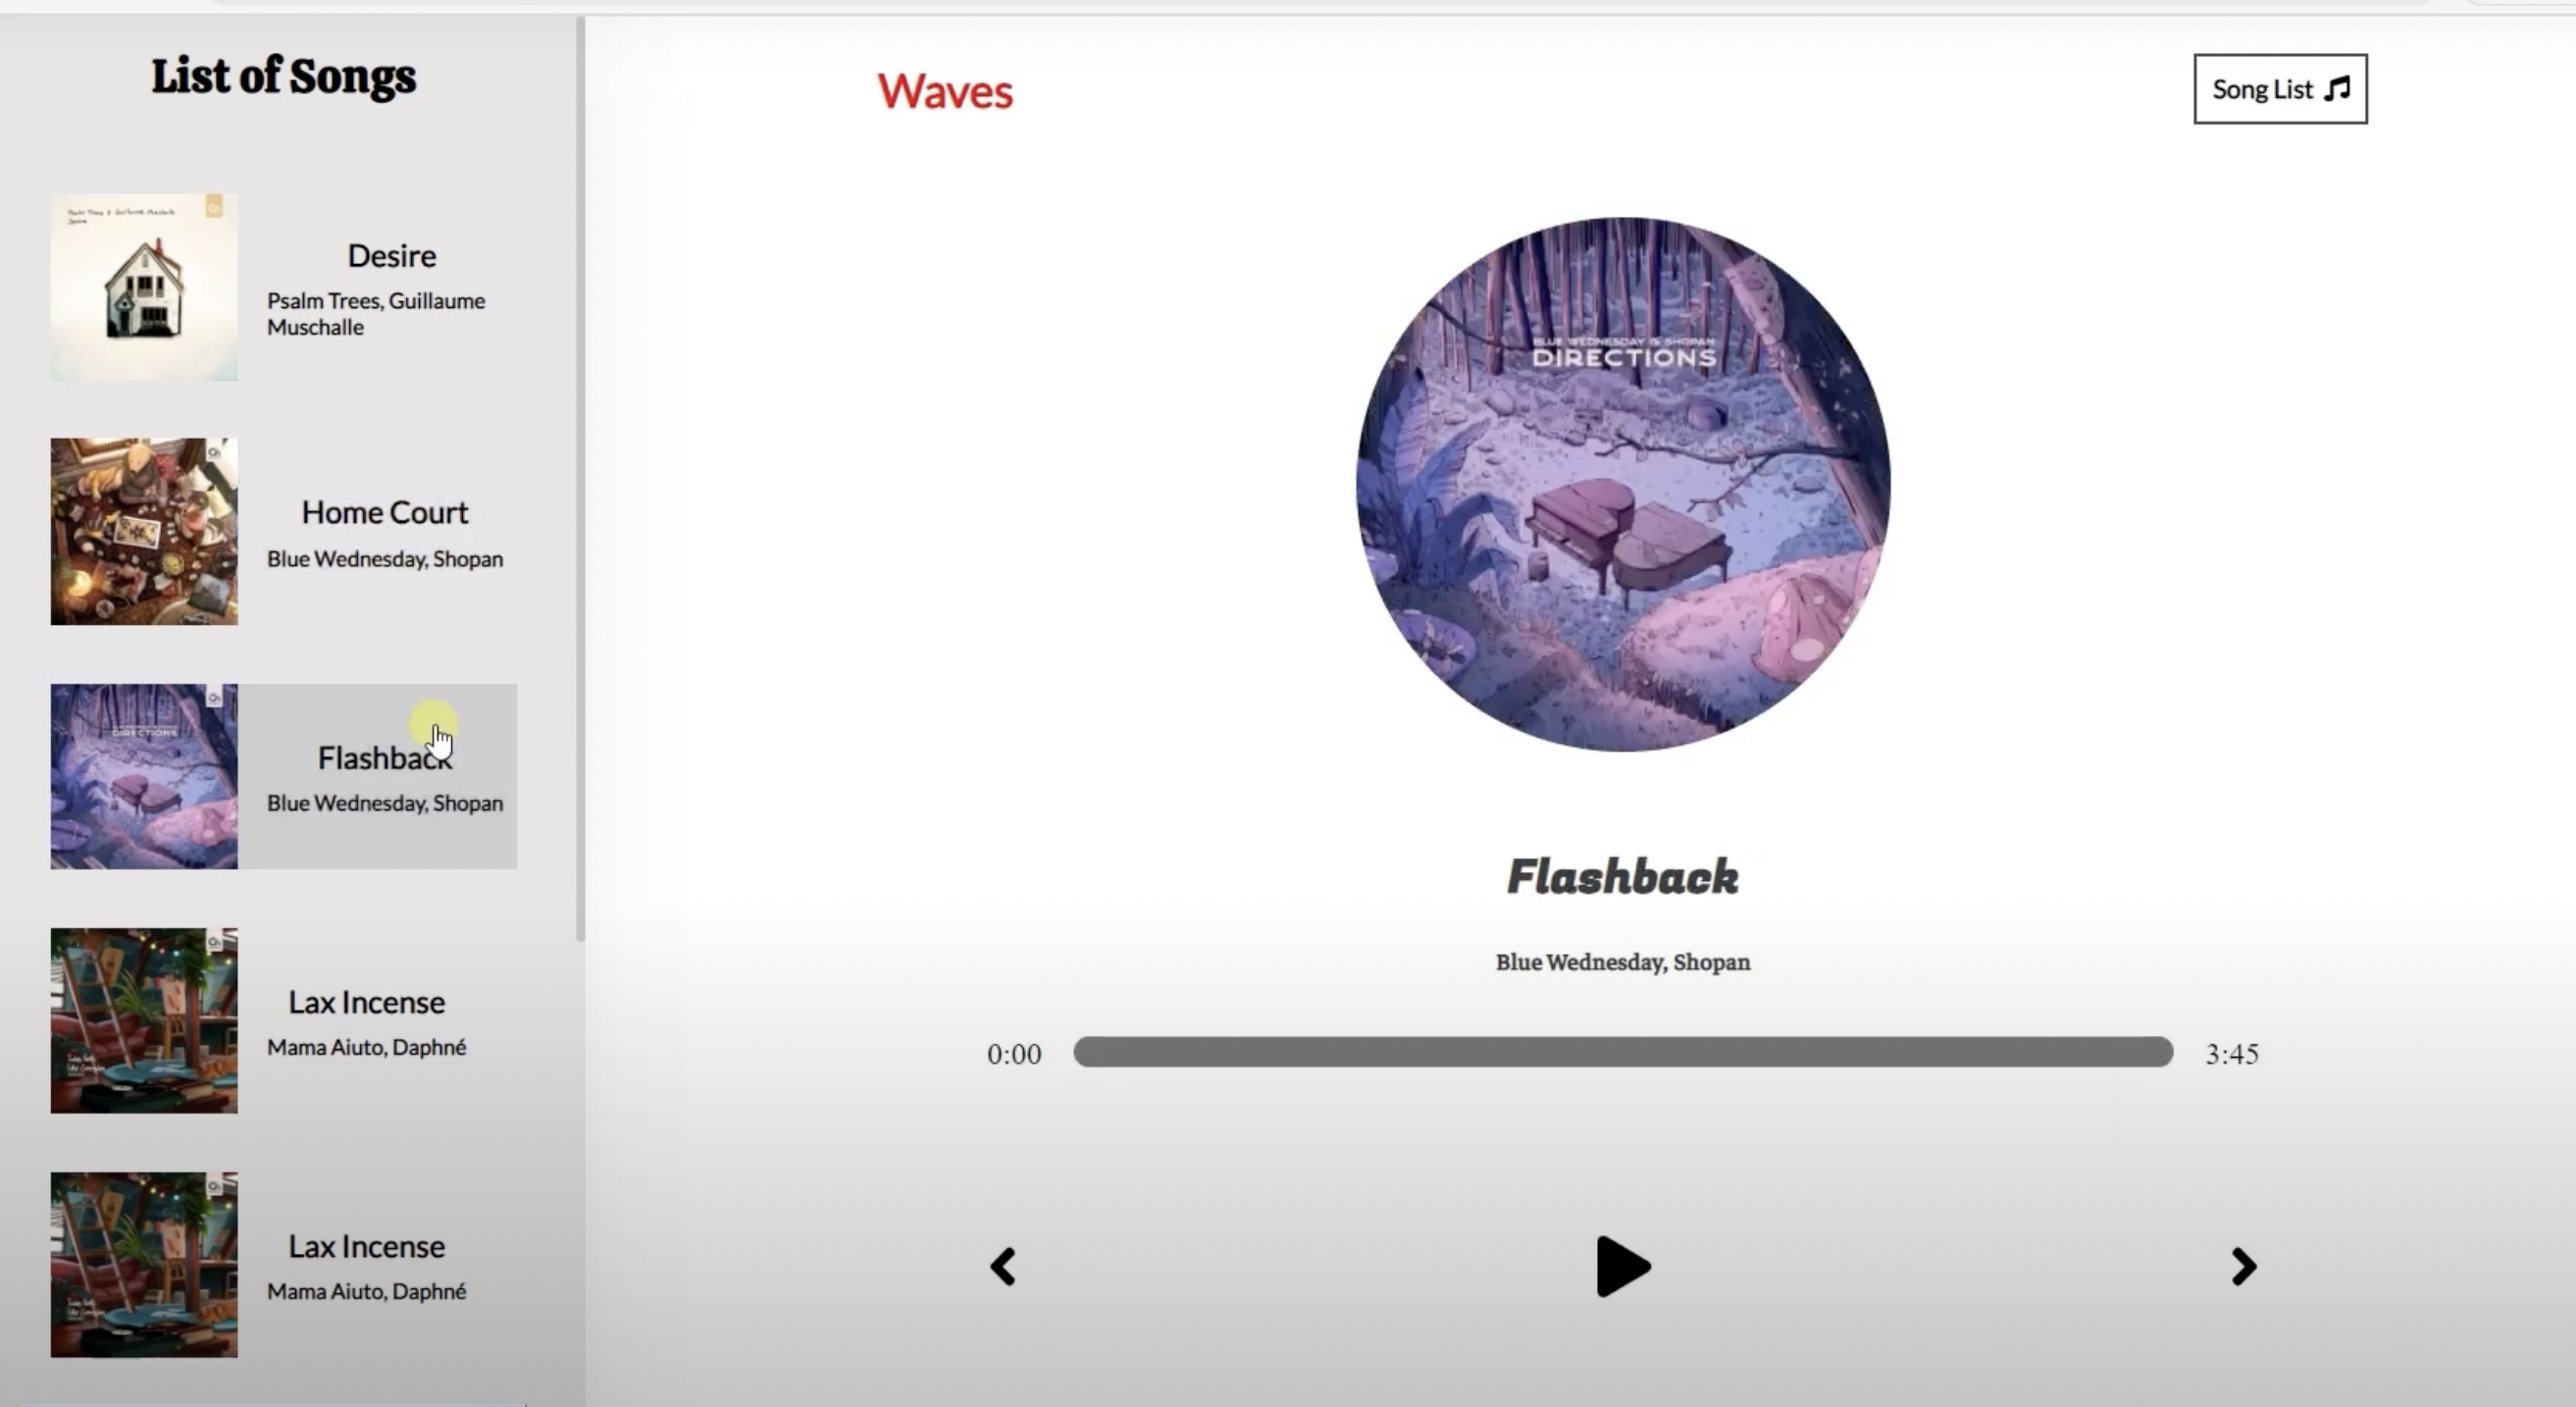 List of Songs
Desire
Psalm Trees, Guillaume
Muschalle
Home Court
Blue Wednesday, Shopan
DIRECTIONS
Flashback
Blue Wednesday, Shopan
Lax Incense
Mama Aiuto, Daphné
Lax Incense
Mama Aiuto, Daphné
Waves
Song List
BLUE WEDNESDAY & SHOPAN
DIRECTIONS
Flashback
Blue Wednesday, Shopan
0:00
3:45